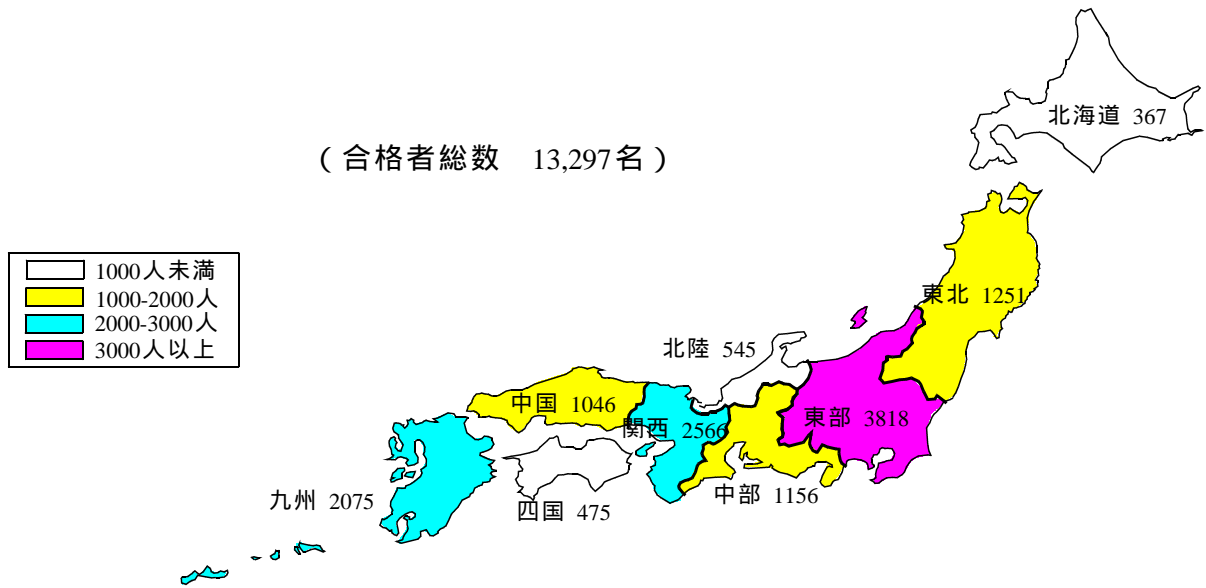 北海道 367
（合格者総数　13,297名）
1000人未満
1000-2000人
2000-3000人
3000人以上
東北 1251
北陸 545
中国 1046
関西 2566
東部 3818
九州 2075
四国 475
中部 1156